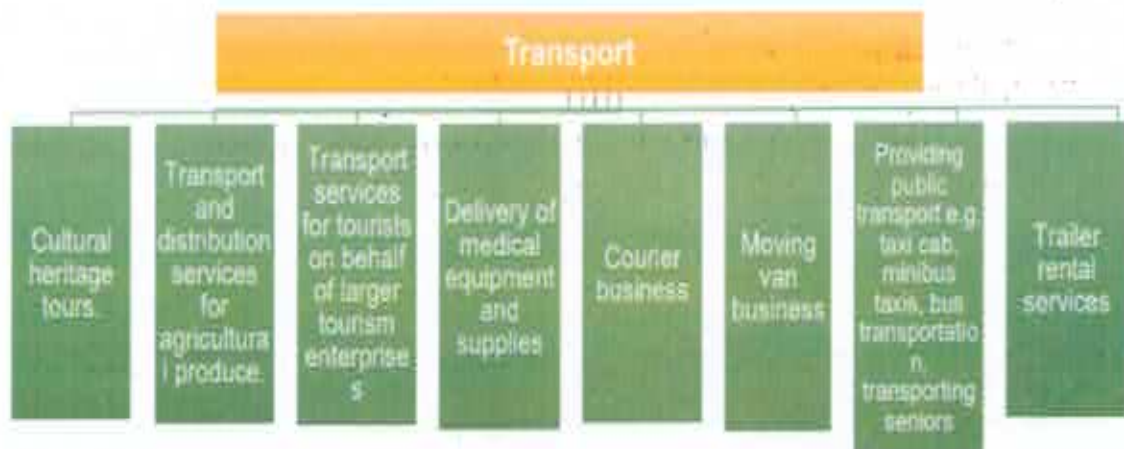 Transport
Cultural
heritage
tours.
Transport
and
distribution
services
for
agricultura
l produce.
Transport
services
for tourists
on behalf
of larger
tourism
enterprise
s
Delivery of
medical
equipment
and
supplies
Courier
business
Moving
van
business
Providing
public
transport e.g
taxi cab,
minibus
taxis, bus
transportatio
n,
transporting
seniors
Trailer
rental
services